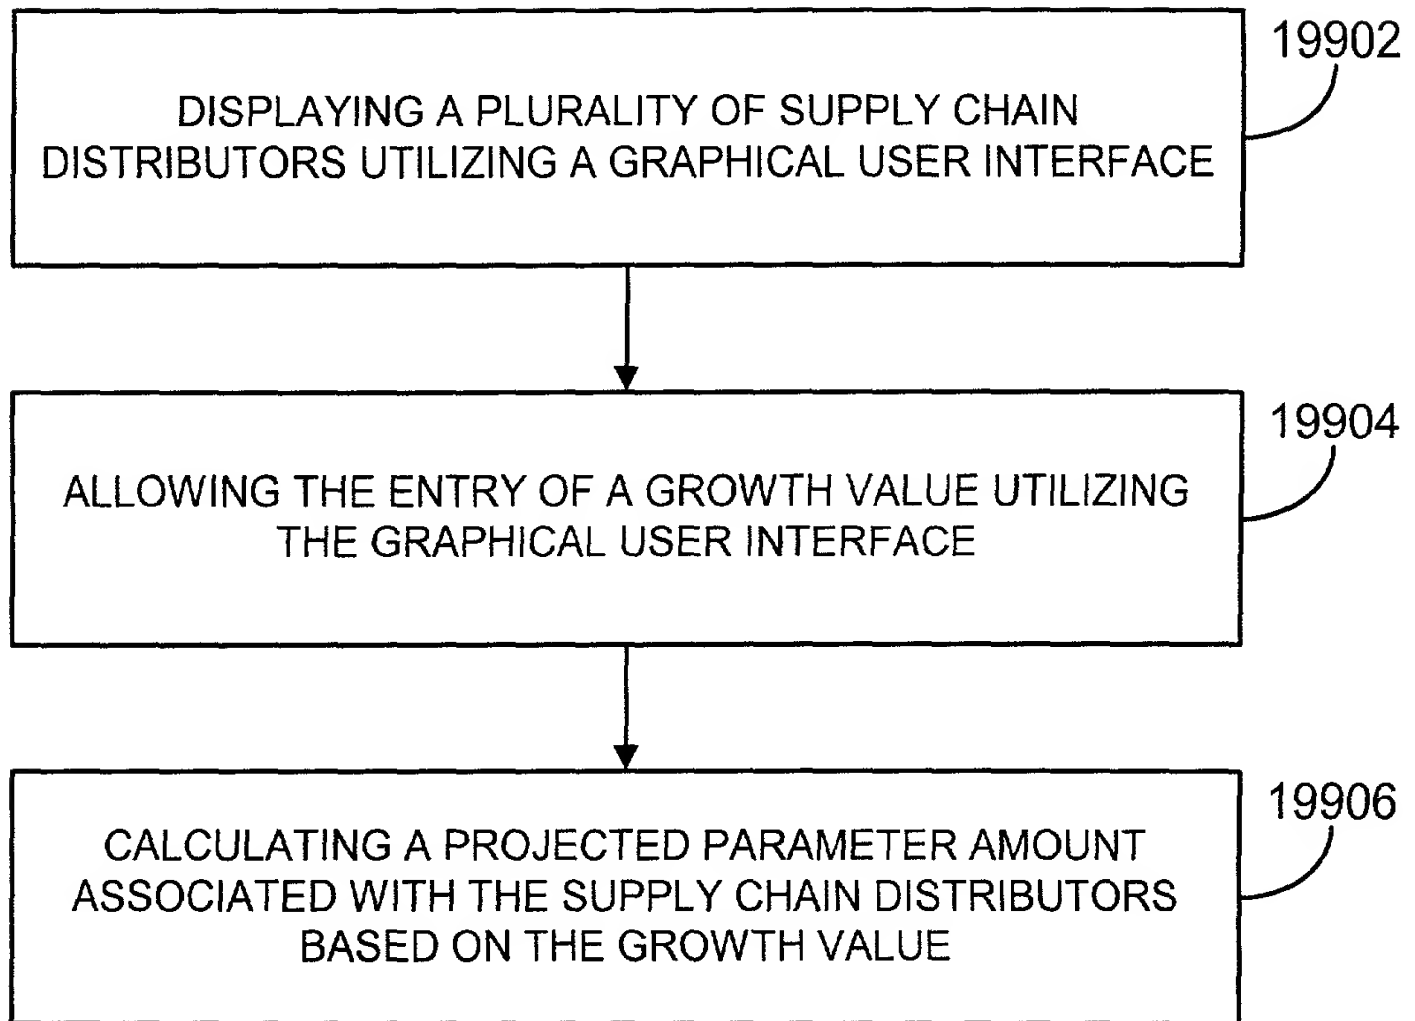 19902
DISPLAYING A PLURALITY OF SUPPLY CHAIN
DISTRIBUTORS UTILIZING A GRAPHICAL USER INTERFACE
19904
ALLOWING THE ENTRY OF A GROWTH VALUE UTILIZING
THE GRAPHICAL USER INTERFACE
19906
CALCULATING A PROJECTED PARAMETER AMOUNT
ASSOCIATED WITH THE SUPPLY CHAIN DISTRIBUTORS
BASED ON THE GROWTH VALUE